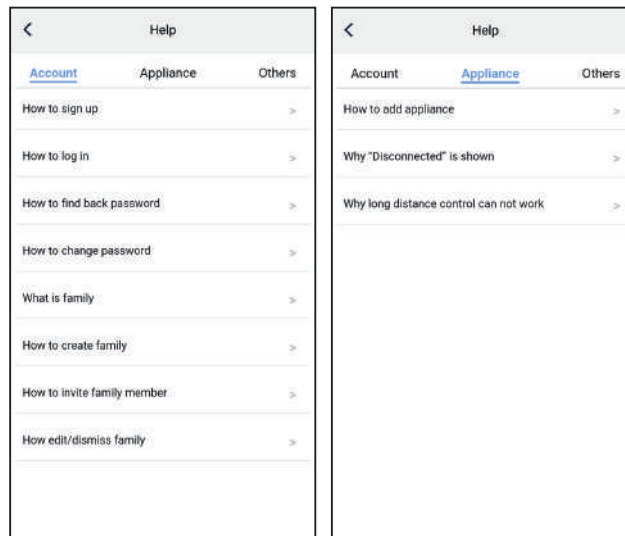 Help
Account Appliance Others
How to sign up >
How to log in >
How to find back password >
How to change password >
What is family >
How to create family >
How to invite family member >
How edit/dismiss family >
Help
Account Appliance Others
How to add appliance >
Why "Disconnected" is shown >
Why long distance control can not work >